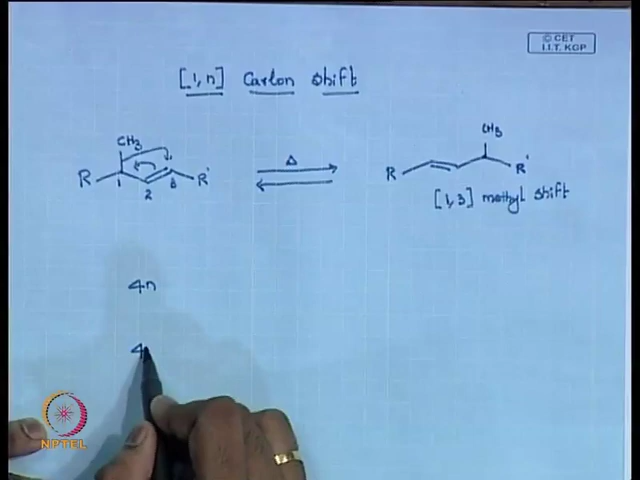 © CET
I.I.T. KGP
[1,n] Carbon Shift
CH3
R 1 2 3 R'
Δ
CH3
R R'
[1,3] methyl shift
4n
4
NPTEL